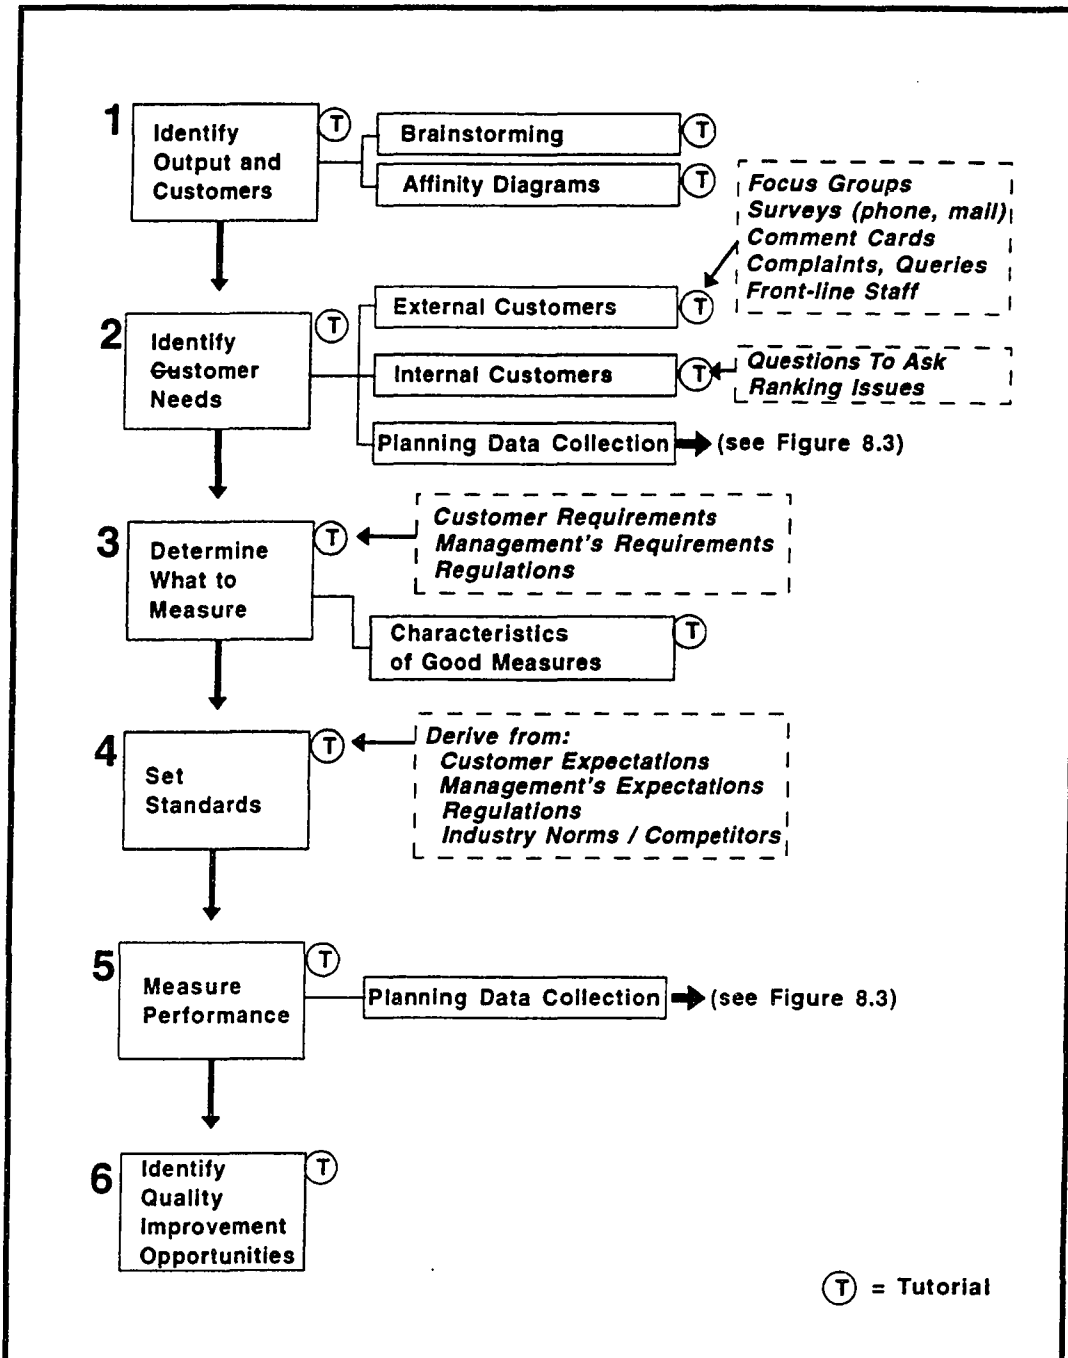 1
Identify
Output and
Customers
T
Brainstorming
T
Affinity Diagrams
T
Focus Groups
Surveys (phone, mail)
Comment Cards
Complaints, Queries
Front-line Staff
2
Identify
Customer
Needs
T
External Customers
T
Internal Customers
T
Questions To Ask
Ranking Issues
Planning Data Collection
(see Figure 8.3)
3
Determine
What to
Measure
T
Customer Requirements
Management's Requirements
Regulations
Characteristics
of Good Measures
T
4
Set
Standards
T
Derive from:
Customer Expectations
Management's Expectations
Regulations
Industry Norms / Competitors
5
Measure
Performance
T
Planning Data Collection
(see Figure 8.3)
6
Identify
Quality
Improvement
Opportunities
T
T = Tutorial